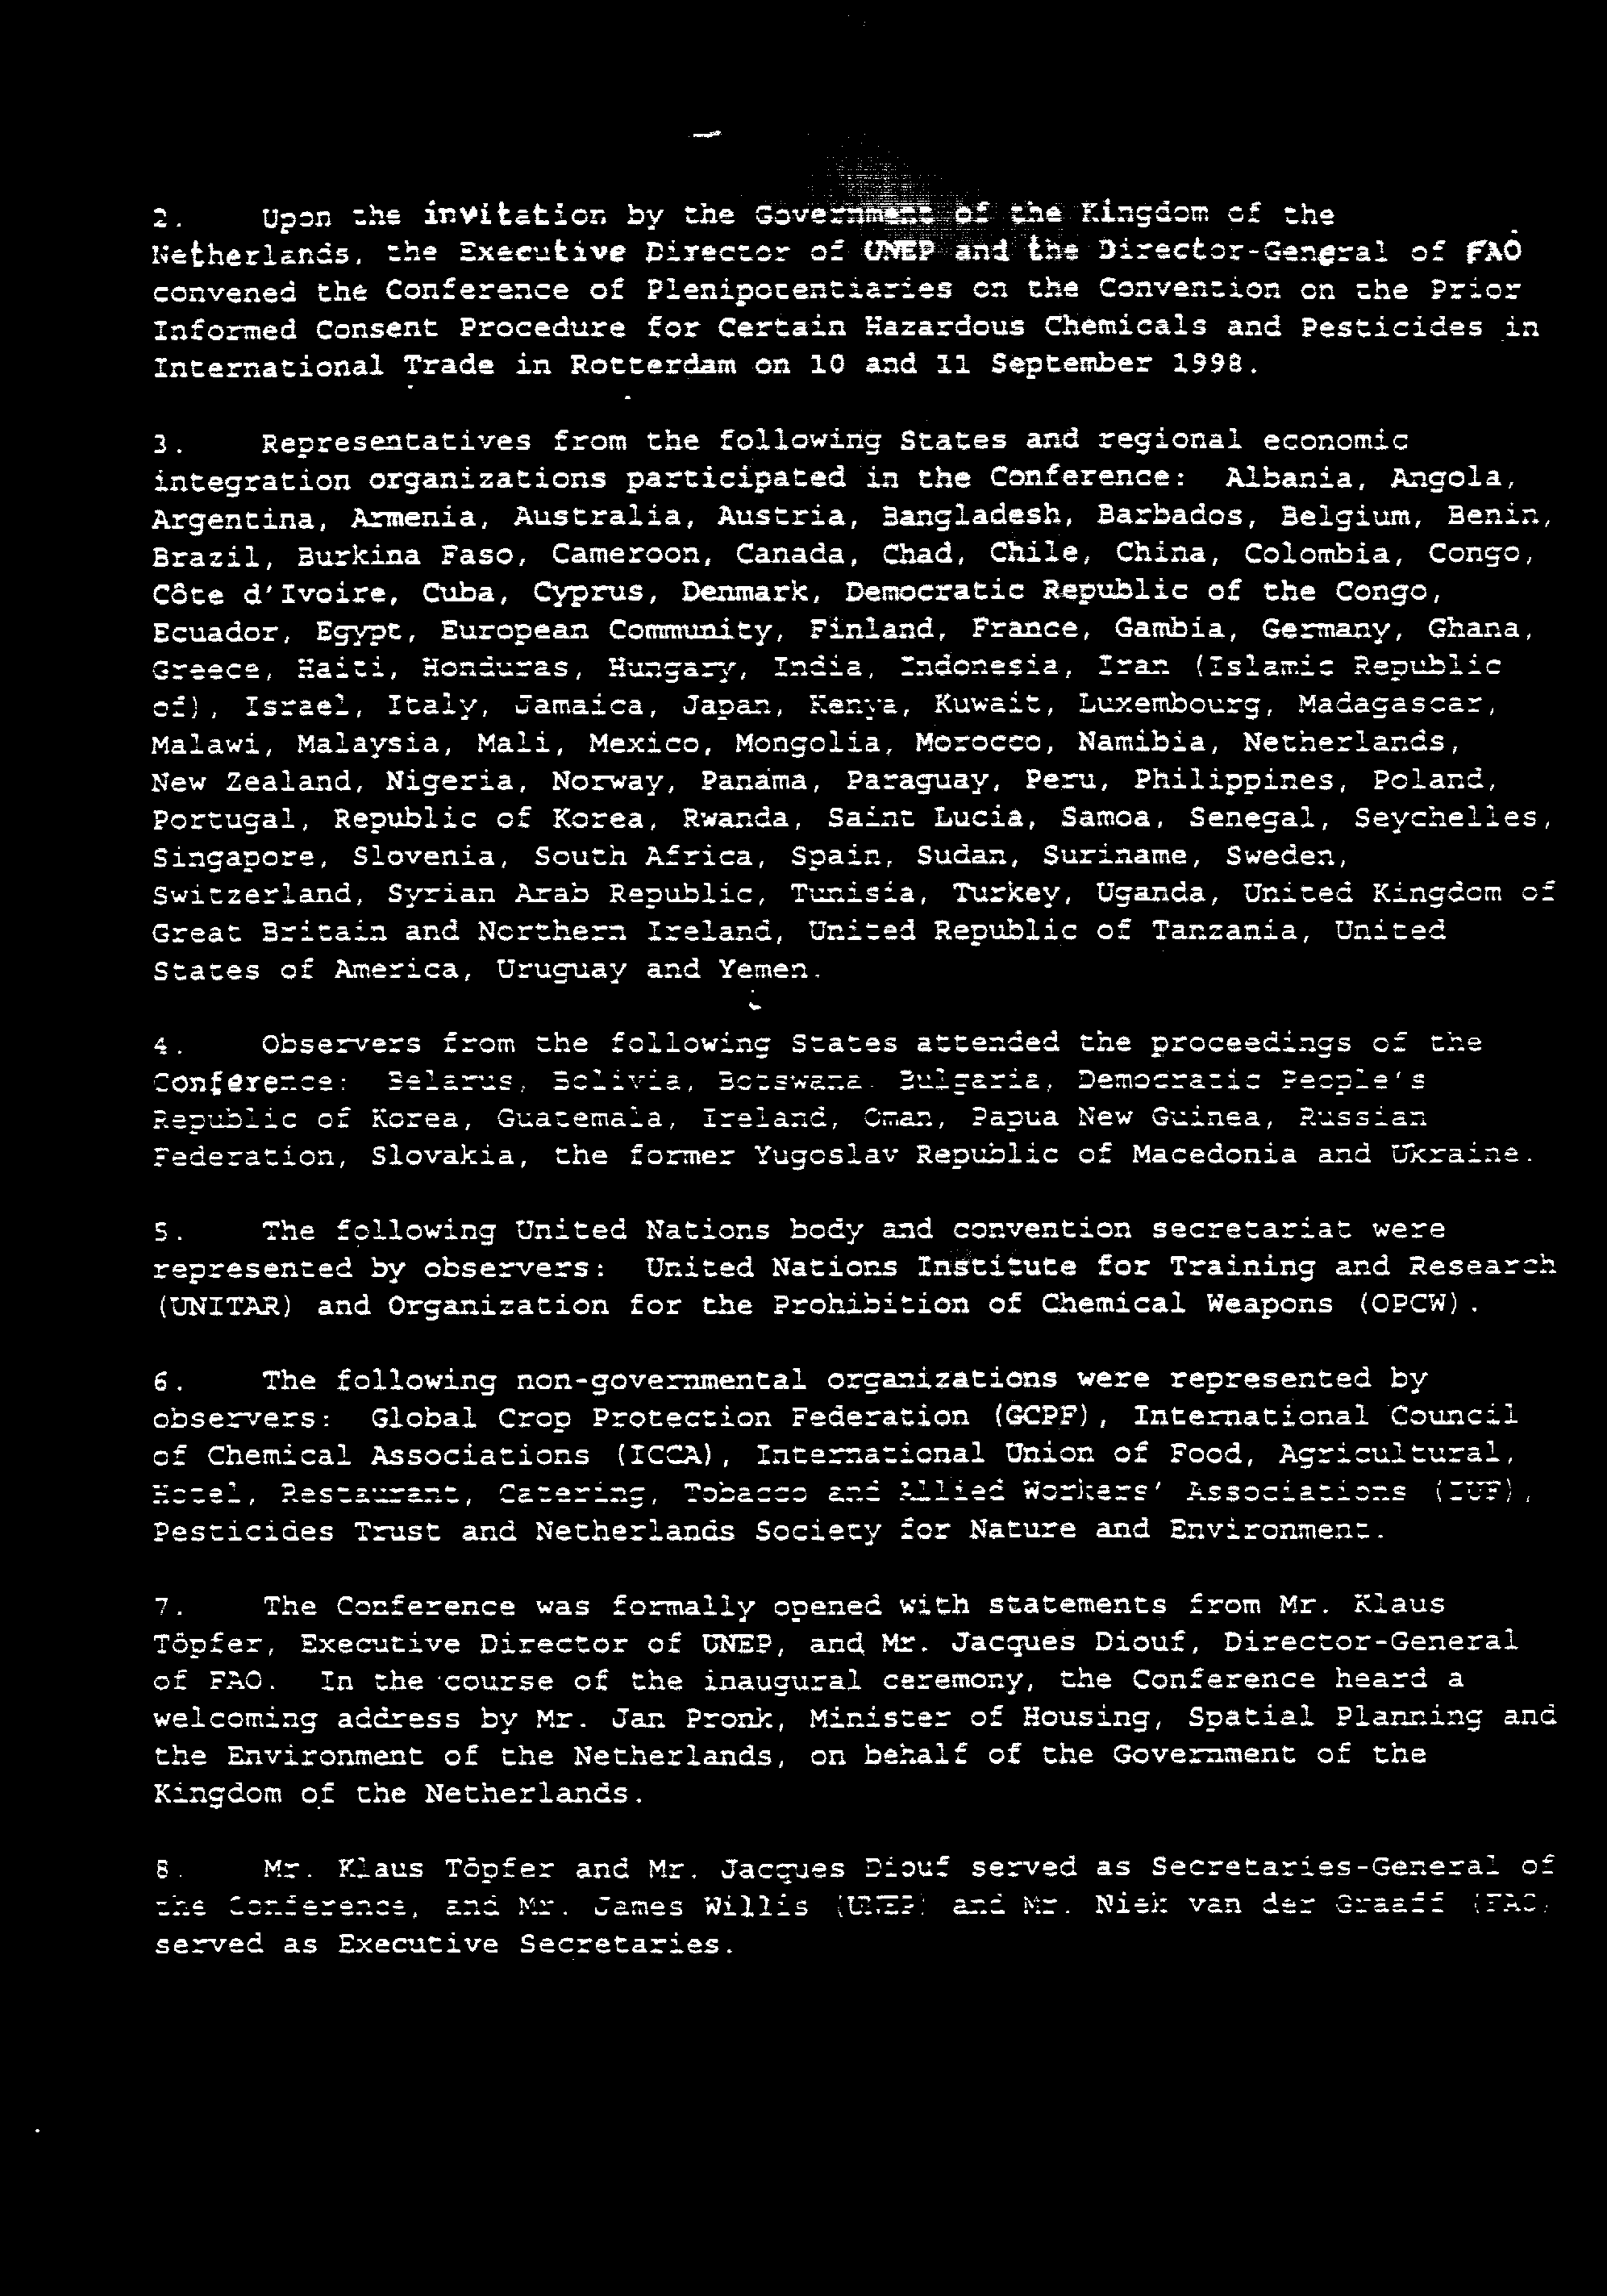 2. Upon the invitation by the Government of the Kingdom of the
Netherlands, the Executive Director of UNEP and the Director-General of FAO
convened the Conference of Plenipotentiaries on the Convention on the Prior
Informed Consent Procedure for Certain Hazardous Chemicals and Pesticides in
International Trade in Rotterdam on 10 and 11 September 1998.
3. Representatives from the following States and regional economic
integration organizations participated in the Conference: Albania, Angola,
Argentina, Armenia, Australia, Austria, Bangladesh, Barbados, Belgium, Benin,
Brazil, Burkina Faso, Cameroon, Canada, Chad, Chile, China, Colombia, Congo,
Côte d'Ivoire, Cuba, Cyprus, Denmark, Democratic Republic of the Congo,
Ecuador, Egypt, European Community, Finland, France, Gambia, Germany, Ghana,
Greece, Haiti, Honduras, Hungary, India, Indonesia, Iran (Islamic Republic
of), Israel, Italy, Jamaica, Japan, Kenya, Kuwait, Luxembourg, Madagascar,
Malawi, Malaysia, Mali, Mexico, Mongolia, Morocco, Namibia, Netherlands,
New Zealand, Nigeria, Norway, Panama, Paraguay, Peru, Philippines, Poland,
Portugal, Republic of Korea, Rwanda, Saint Lucia, Samoa, Senegal, Seychelles,
Singapore, Slovenia, South Africa, Spain, Sudan, Suriname, Sweden,
Switzerland, Syrian Arab Republic, Tunisia, Turkey, Uganda, United Kingdom of
Great Britain and Northern Ireland, United Republic of Tanzania, United
States of America, Uruguay and Yemen.
4. Observers from the following States attended the proceedings of the
Conference: Belarus, Bolivia, Botswana, Bulgaria, Democratic People's
Republic of Korea, Guatemala, Ireland, Oman, Papua New Guinea, Russian
Federation, Slovakia, the former Yugoslav Republic of Macedonia and Ukraine.
5. The following United Nations body and convention secretariat were
represented by observers: United Nations Institute for Training and Research
(UNITAR) and Organization for the Prohibition of Chemical Weapons (OPCW).
6. The following non-governmental organizations were represented by
observers: Global Crop Protection Federation (GCPF), International Council
of Chemical Associations (ICCA), International Union of Food, Agricultural,
Hotel, Restaurant, Catering, Tobacco and Allied Workers' Associations (IUF),
Pesticides Trust and Netherlands Society for Nature and Environment.
7. The Conference was formally opened with statements from Mr. Klaus
Töpfer, Executive Director of UNEP, and Mr. Jacques Diouf, Director-General
of FAO. In the course of the inaugural ceremony, the Conference heard a
welcoming address by Mr. Jan Pronk, Minister of Housing, Spatial Planning and
the Environment of the Netherlands, on behalf of the Government of the
Kingdom of the Netherlands.
8. Mr. Klaus Töpfer and Mr. Jacques Diouf served as Secretaries-General of
the Conference, and Mr. James Willis (UNEP) and Mr. Niek van der Graaff (FAO)
served as Executive Secretaries.